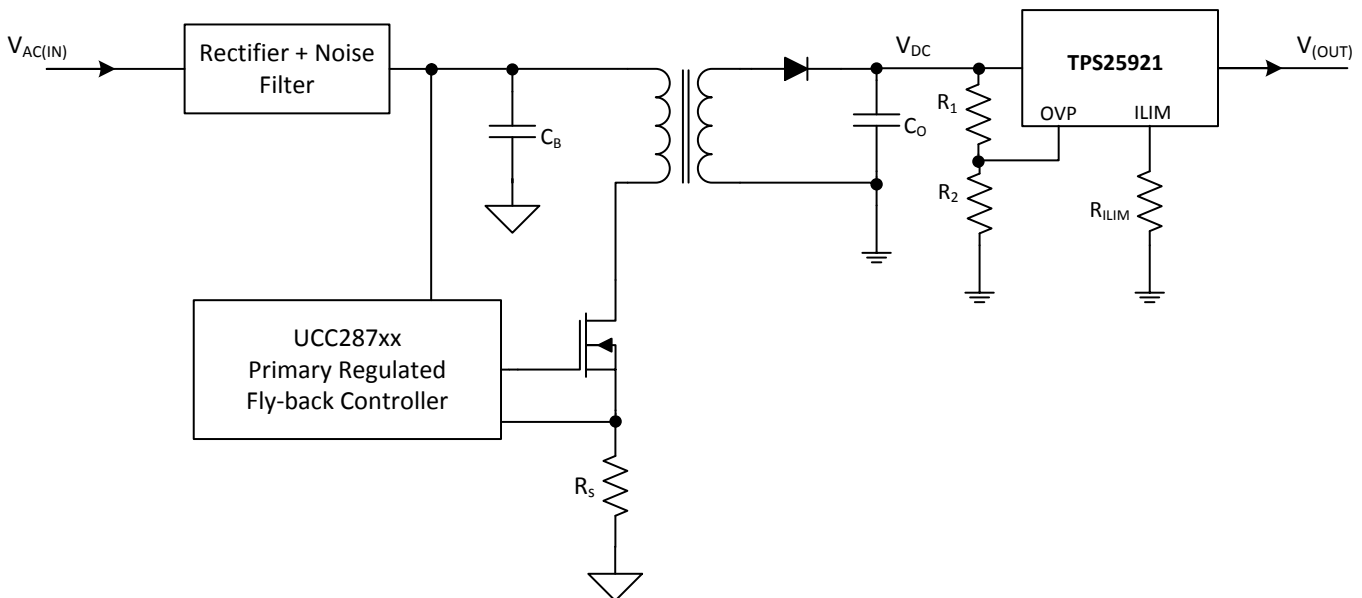 V_AC(IN)
Rectifier + Noise
Filter
C_B
V_DC
C_O
R_1
R_2
TPS25921
OVP ILIM
R_ILIM
V_(OUT)
UCC287xx
Primary Regulated
Fly-back Controller
R_s